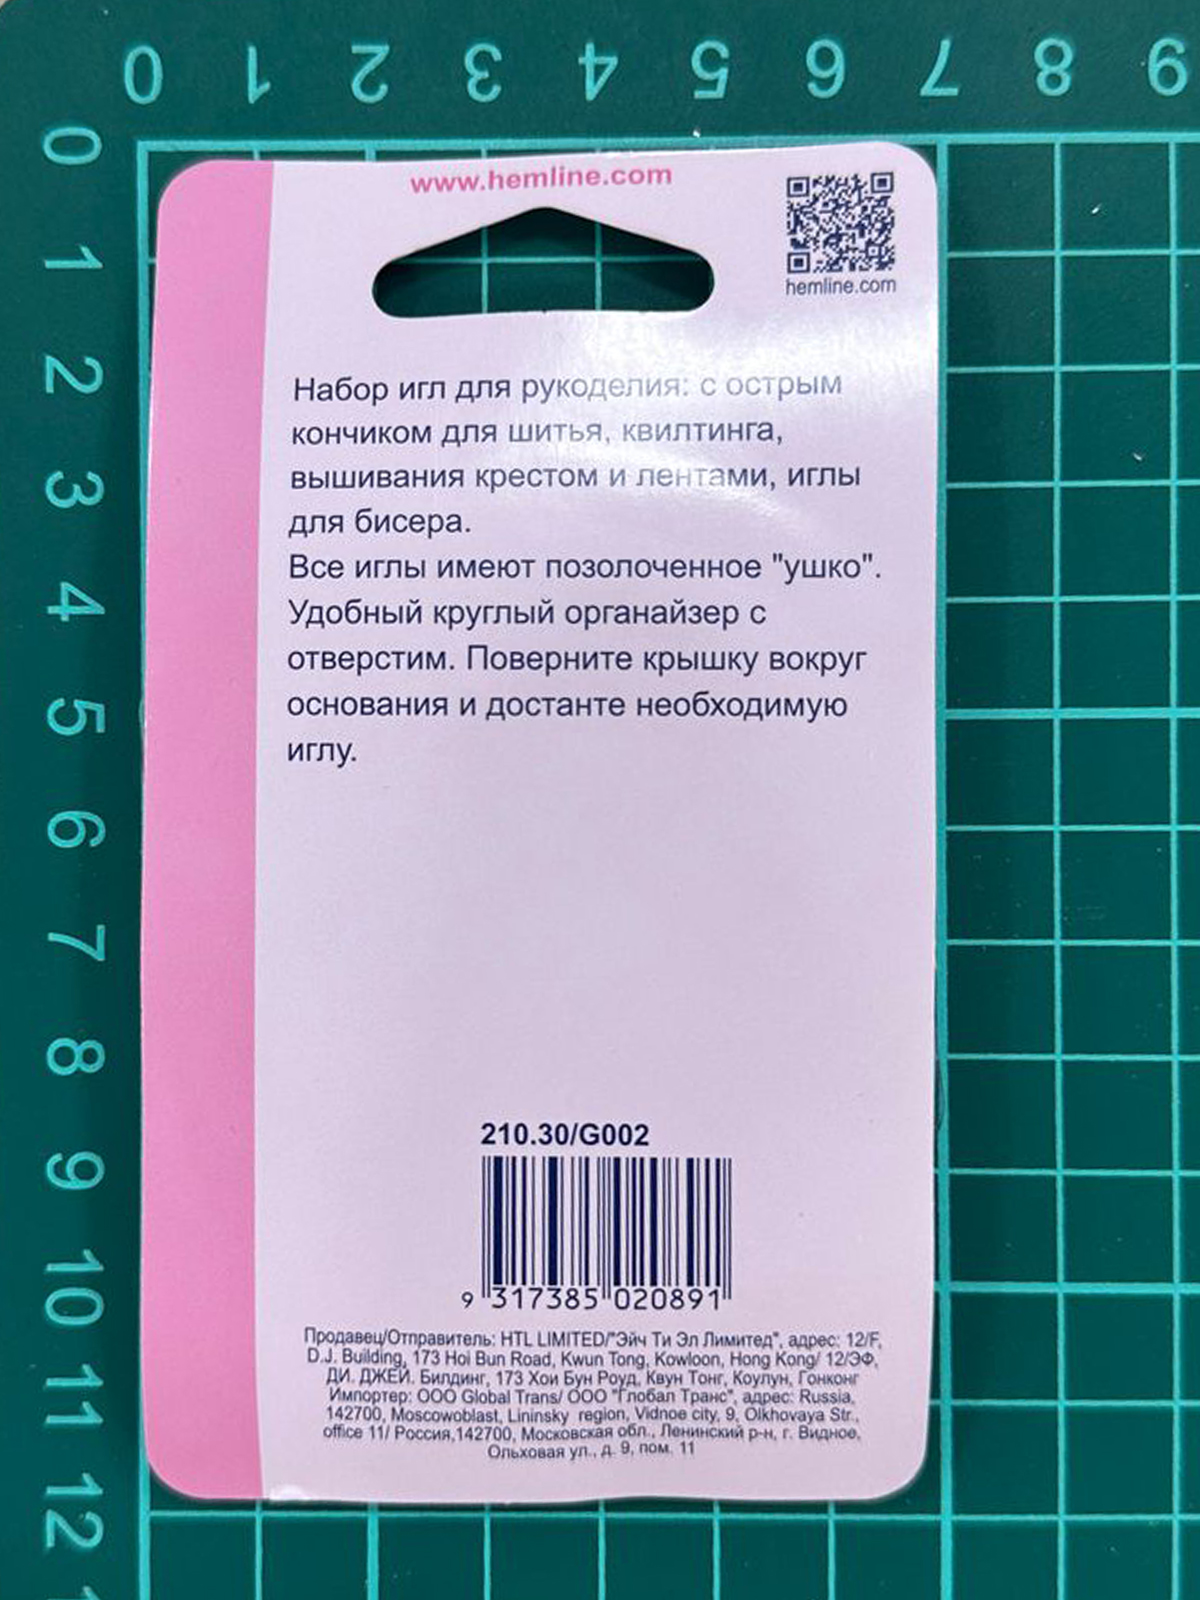 0 1 2 3 4 5 6 7 8 9
0
1
2
3
4
5
6
7
8
9
10
11
12
www.hemline.com
hemline.com
Набор игл для рукоделия: с острым
кончиком для шитья, квилтинга,
вышивания крестом и лентами, иглы
для бисера.
Все иглы имеют позолоченное "ушко".
Удобный круглый органайзер с
отверстим. Поверните крышку вокруг
основания и достаньте необходимую
иглу.
210.30/G002
9 317385 020891
Продавец/Отправитель: HTL LIMITED/"Эйч Ти Эл Лимитед", адрес: 12/F,
D.J. Building, 173 Hoi Bun Road, Kwun Tong, Kowloon, Hong Kong/ 12/ЭФ,
ДИ. ДЖЕЙ. Билдинг, 173 Хои Бун Роуд, Квун Тонг, Коулун, Гонконг
Импортер: ООО Global Trans/ ООО "Глобал Транс", адрес: Russia,
142700, Moscowoblast, Lininsky region, Vidnoe city, 9, Olkhovaya Str.,
office 11/ Россия,142700, Московская обл., Ленинский р-н, г. Видное,
Ольховая ул., д. 9, пом. 11